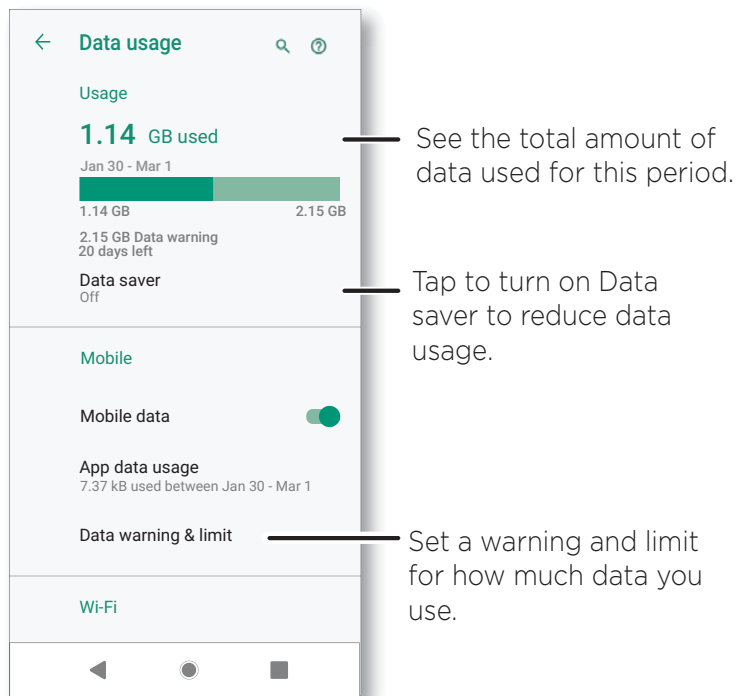 Data usage
Usage
1.14 GB used
Jan 30 - Mar 1
1.14 GB 2.15 GB
2.15 GB Data warning
20 days left
Data saver
Off
Mobile
Mobile data
App data usage
7.37 kB used between Jan 30 - Mar 1
Data warning & limit
Wi-Fi
See the total amount of
data used for this period.
Tap to turn on Data
saver to reduce data
usage.
Set a warning and limit
for how much data you
use.